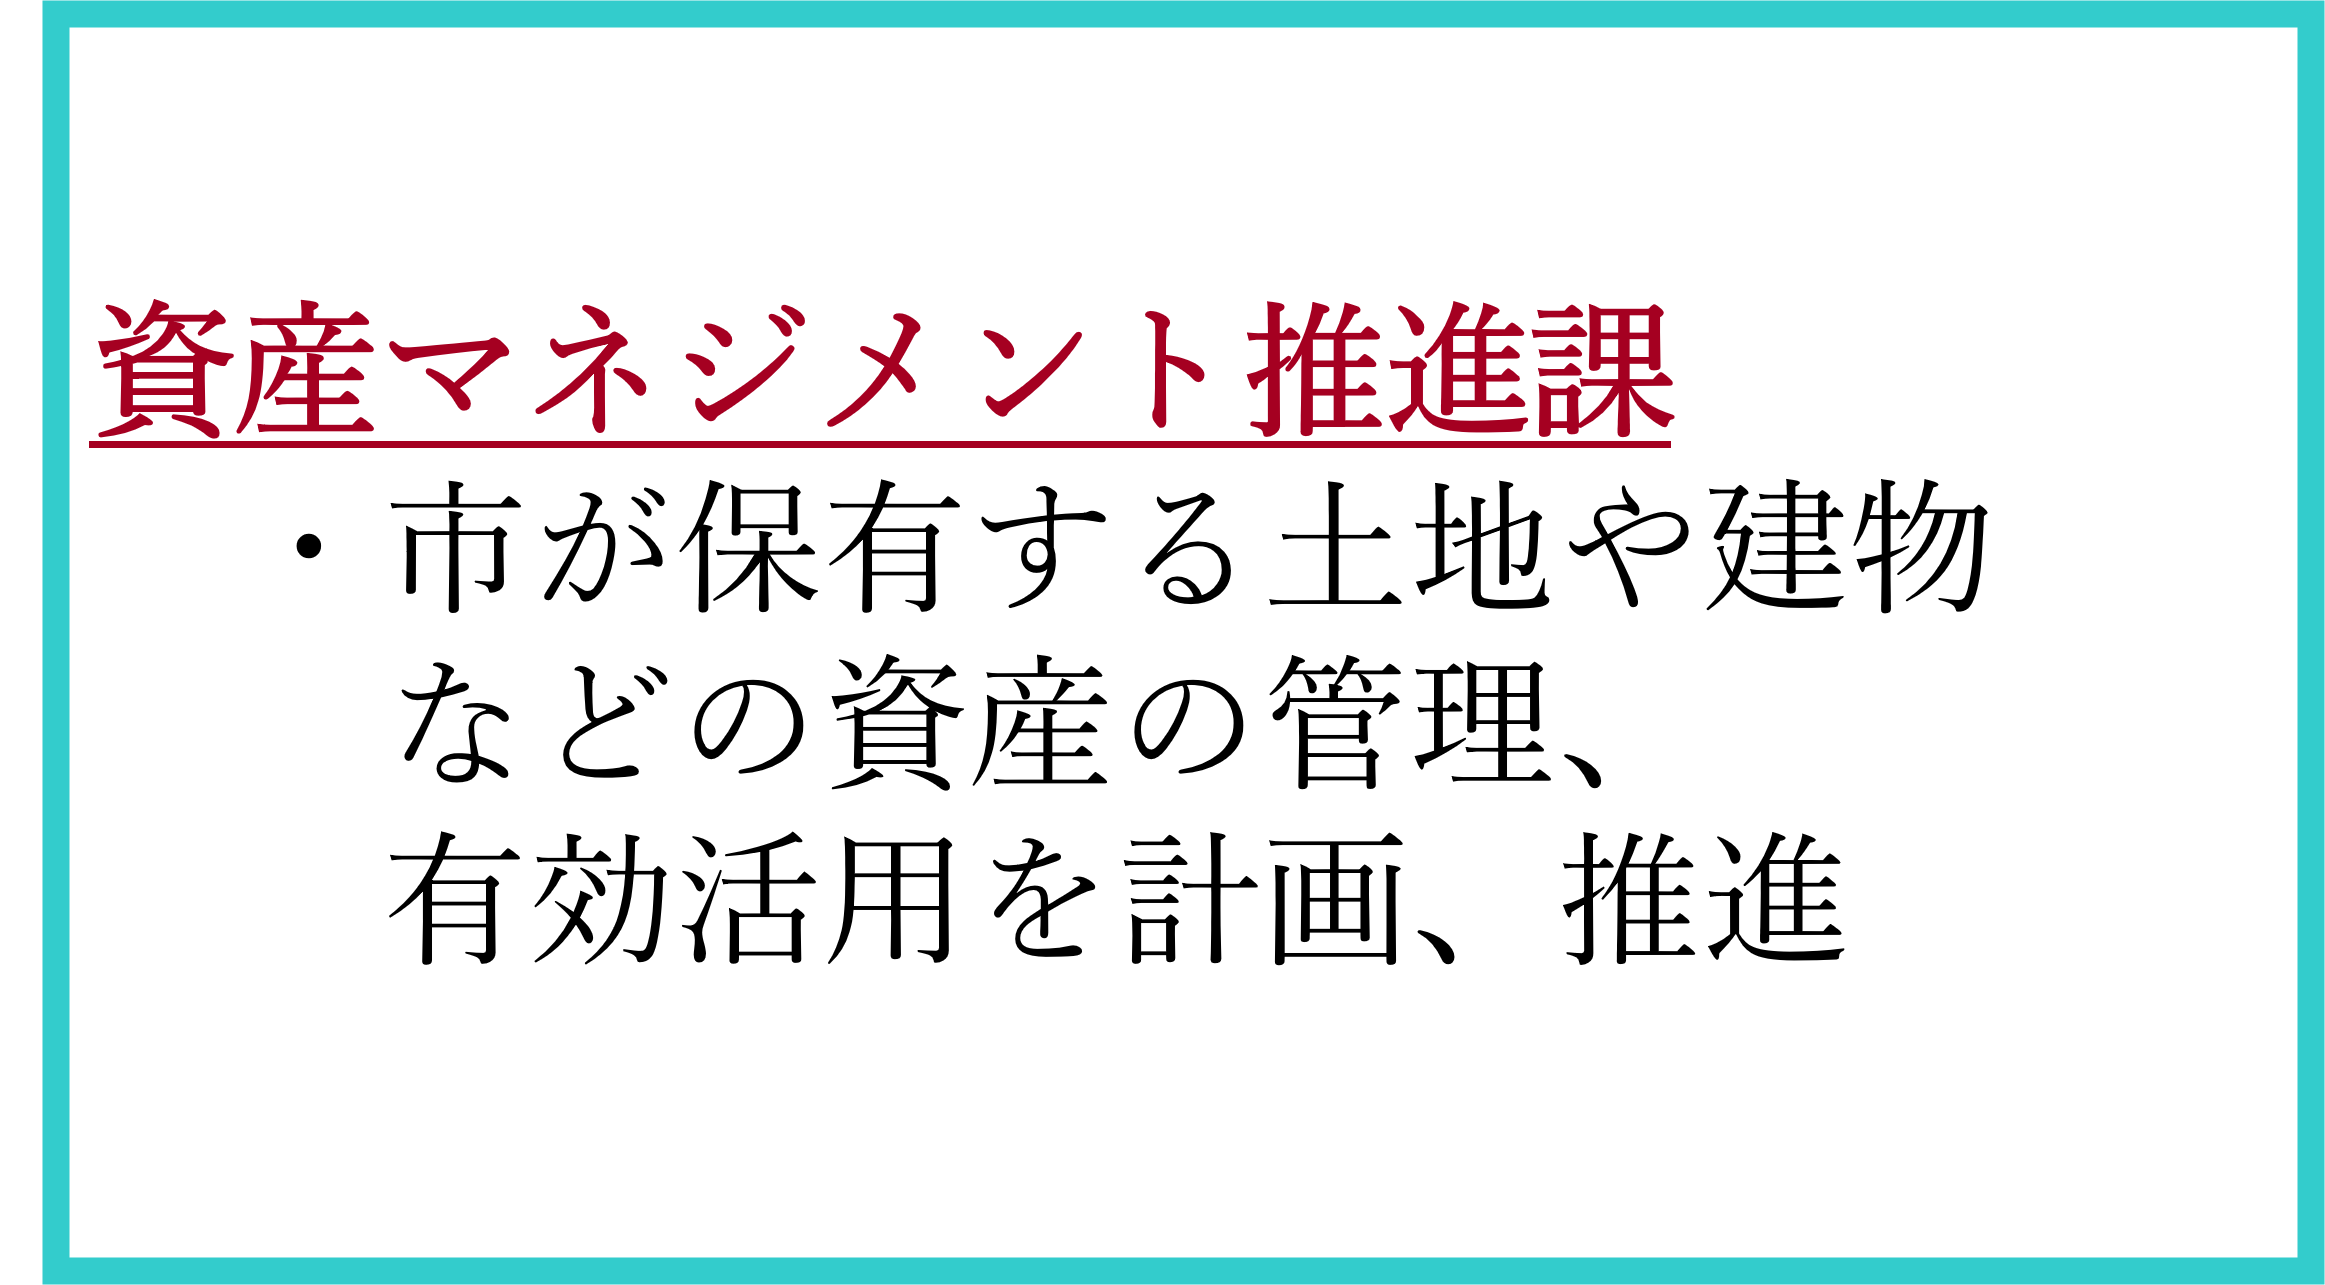 資産マネジメント推進課
・市が保有する土地や建物
などの資産の管理、
有効活用を計画、推進